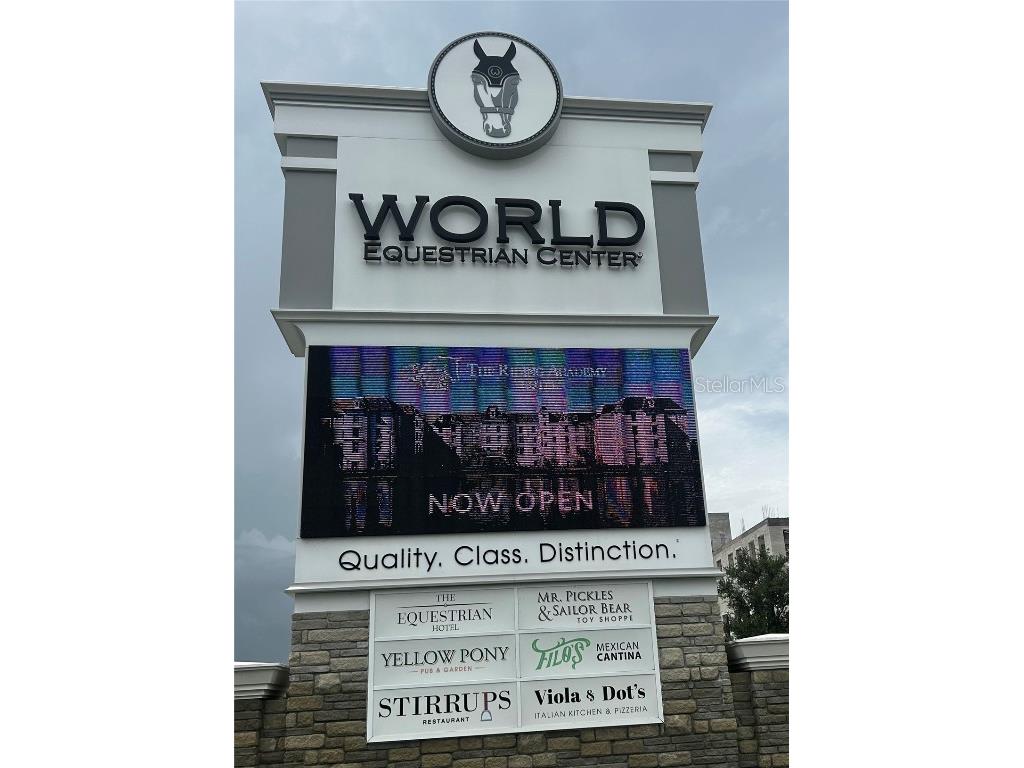 WORLD
EQUESTRIAN CENTER
THE RIDING ACADEMY
NOW OPEN
StellarMLS
Quality. Class. Distinction.
THE
EQUESTRIAN
HOTEL
MR. PICKLES
& SAILOR BEAR
TOY SHOPPE
YELLOW PONY
PUB & GARDEN
FILO'S MEXICAN
CANTINA
STIRRUPS
RESTAURANT
Viola & Dot's
ITALIAN KITCHEN & PIZZERIA